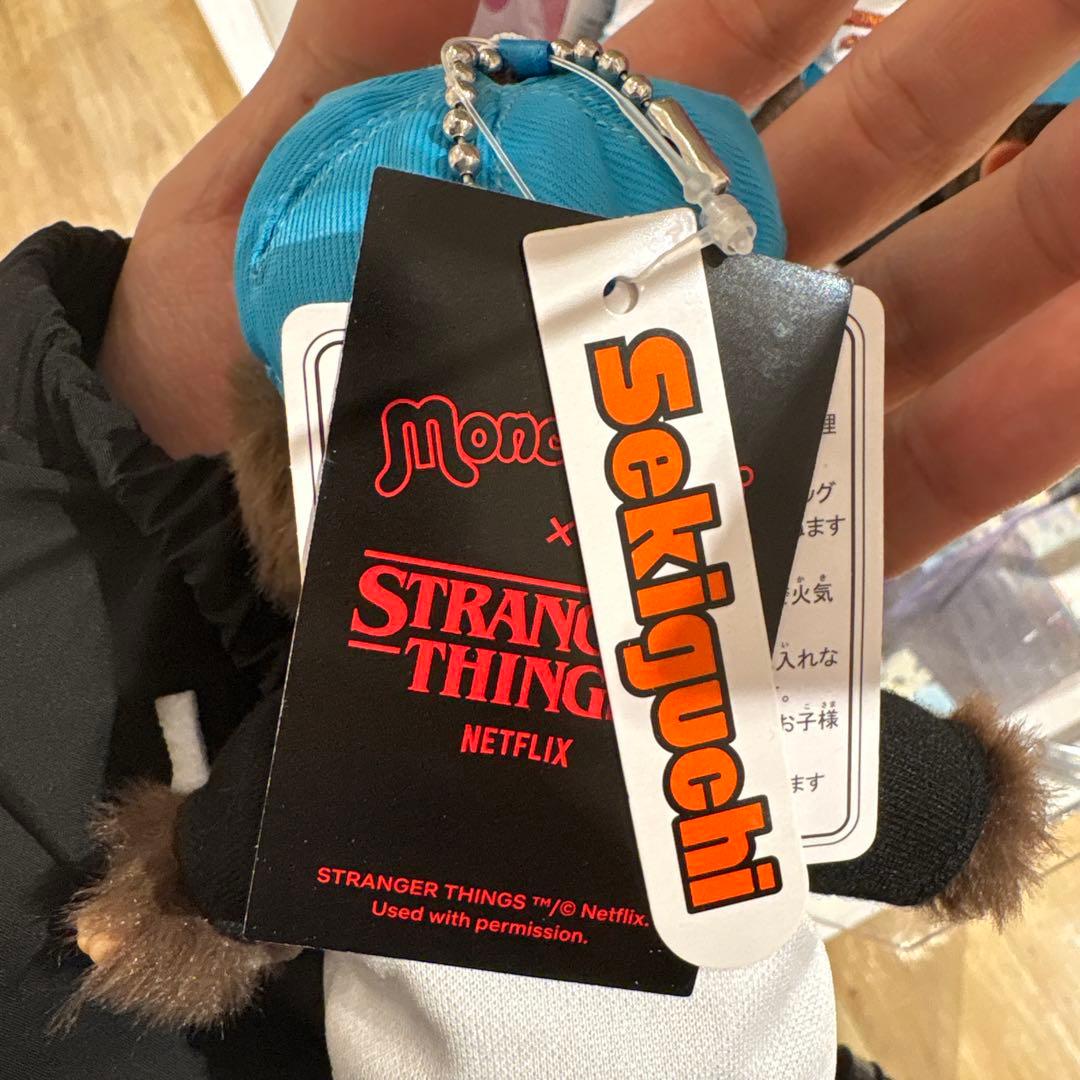 ×
STRANG
THING
NETFLIX
STRANGER THINGS ™/© Netflix.
Used with permission.
Sekiguchi
理
ッグ
ます
火気
入れな
お子様
ます